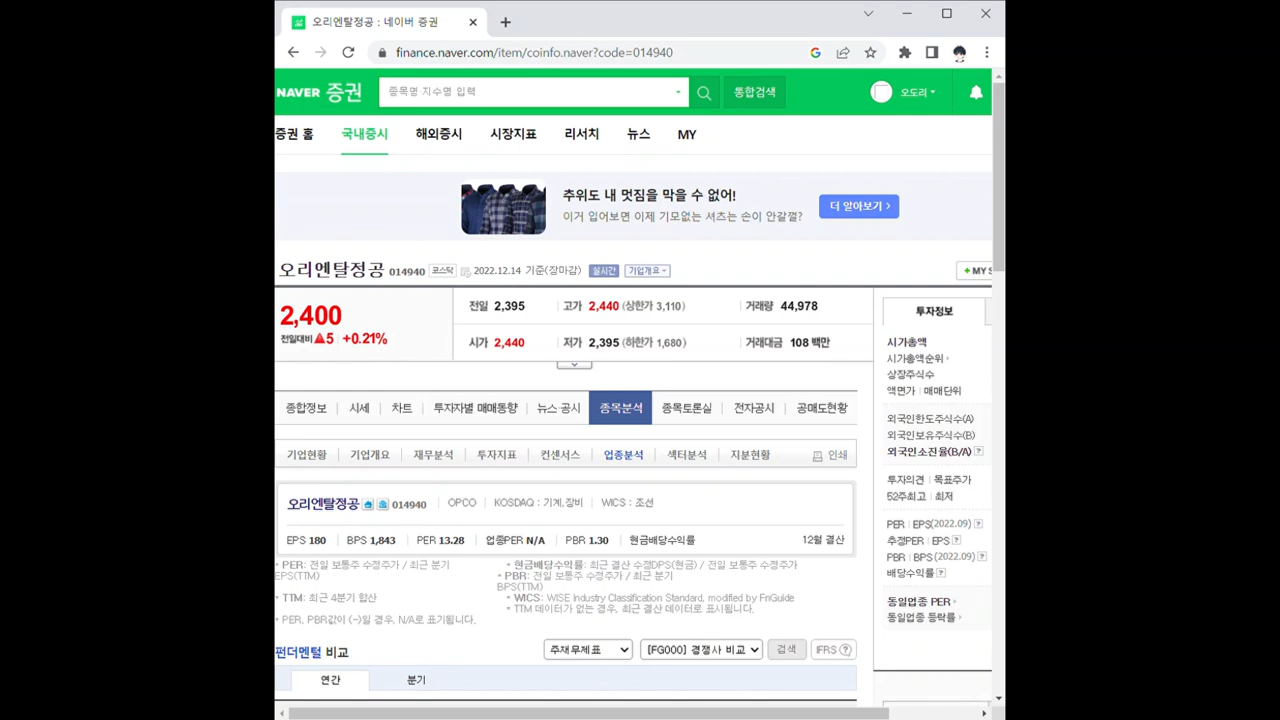 오리엔탈정공 : 네이버 증권
finance.naver.com/item/coinfo.naver?code=014940
NAVER 증권 종목명 지수명 입력 통합검색 오도리
증권 홈 국내증시 해외증시 시장지표 리서치 뉴스 MY
추위도 내 멋짐을 막을 수 없어!
이거 입어보면 이제 기모없는 셔츠는 손이 안갈껄?
더 알아보기
오리엔탈정공 014940 코스닥 2022.12.14 기준(장마감) 실시간 기업개요 + MY S
2,400
전일대비 5 +0.21%
전일 2,395 고가 2,440 (상한가 3,110) 거래량 44,978
시가 2,440 저가 2,395 (하한가 1,680) 거래대금 108 백만
종합정보 시세 차트 투자자별 매매동향 뉴스·공시 종목분석 종목토론실 전자공시 공매도현황
기업현황 기업개요 재무분석 투자지표 컨센서스 업종분석 섹터분석 지분현황 인쇄
오리엔탈정공 014940 OPCO KOSDAQ : 기계,장비 WICS : 조선
EPS 180 BPS 1,843 PER 13.28 업종PER N/A PBR 1.30 현금배당수익률 12월 결산
• PER: 전일 보통주 수정주가 / 최근 분기
EPS(TTM)
• TTM: 최근 4분기 합산
• PER, PBR값이 (-)일 경우, N/A로 표기됩니다.
• 현금배당수익률: 최근 결산 수정DPS(현금) / 전일 보통주 수정주가
• PBR: 전일 보통주 수정주가 / 최근 분기
BPS(TTM)
• WICS: WISE Industry Classification Standard, modified by FnGuide
• TTM 데이터가 없는 경우, 최근 결산 데이터로 표시됩니다.
펀더멘털 비교 주재무제표 [FG000] 경쟁사 비교 검색 IFRS ?
연간 분기
투자정보
시가총액
시가총액순위
상장주식수
액면가 매매단위
외국인한도주식수(A)
외국인보유주식수(B)
외국인소진율(B/A) ?
투자의견 목표주가
52주최고 최저
PER EPS(2022.09) ?
추정PER EPS ?
PBR BPS (2022.09) ?
배당수익률 ?
동일업종 PER
동일업종 등락률